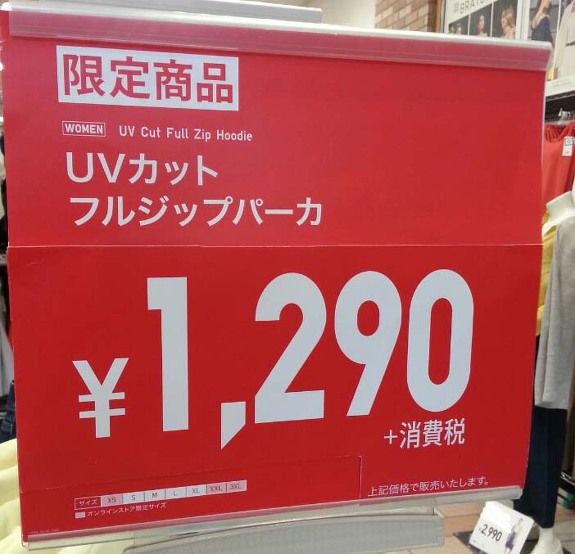 限定商品
WOMEN UV Cut Full Zip Hoodie
UVカット
フルジップパーカ
¥1,290
+消費税
サイズ XS S M L XL XXL 3XL
オンラインストア限定サイズ
上記価格で販売いたします。
¥2,990